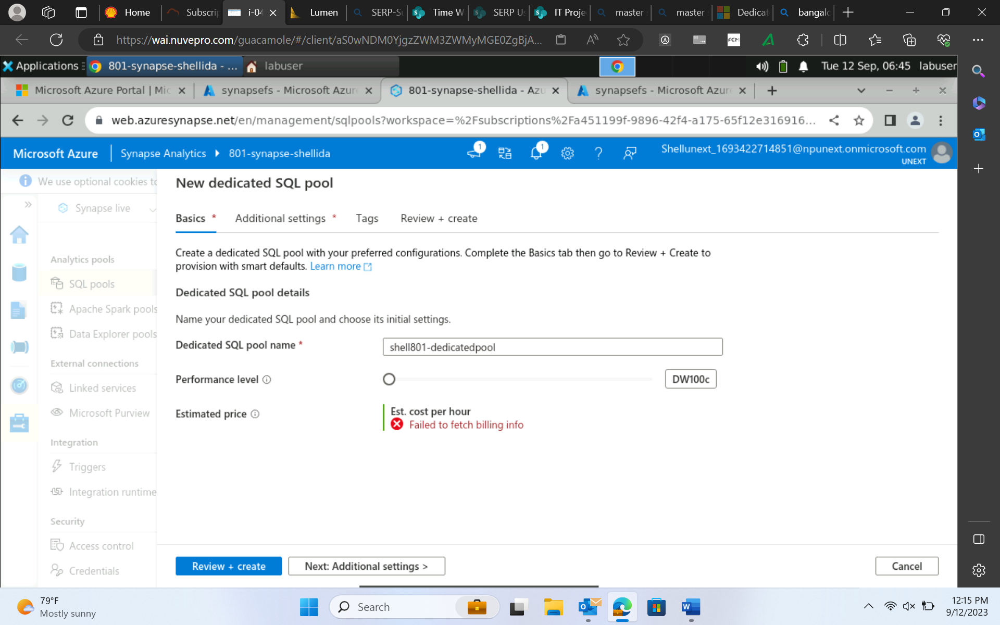 Home
Subscrip
i-04
Lumen
SERP-Su
Time W
SERP Us
IT Proje
master
master
Dedicat
bangalo
https://wai.nuvepro.com/guacamole/#/client/aS0wNDM0YjgzZWM3ZWMyMGE0ZgBjA...
Applications
801-synapse-shellida - ...
labuser
Tue 12 Sep, 06:45
labuser
Microsoft Azure Portal | Mic
synapsefs - Microsoft Azure
801-synapse-shellida - Azu
synapsefs - Microsoft Azure
web.azuresynapse.net/en/management/sqlpools?workspace=%2Fsubscriptions%2Fa451199f-9896-42f4-a175-65f12e316916...
Microsoft Azure
Synapse Analytics
801-synapse-shellida
1
1
Shellunext_1693422714851@npunext.onmicrosoft.com
UNEXT
We use optional cookies to
Synapse live
Analytics pools
SQL pools
Apache Spark pools
Data Explorer pools
External connections
Linked services
Microsoft Purview
Integration
Triggers
Integration runtime
Security
Access control
Credentials
New dedicated SQL pool
Basics *
Additional settings *
Tags
Review + create
Create a dedicated SQL pool with your preferred configurations. Complete the Basics tab then go to Review + Create to
provision with smart defaults. Learn more
Dedicated SQL pool details
Name your dedicated SQL pool and choose its initial settings.
Dedicated SQL pool name *
shell801-dedicatedpool
Performance level
DW100c
Estimated price
Est. cost per hour
Failed to fetch billing info
Review + create
Next: Additional settings >
Cancel
79°F
Mostly sunny
Search
12:15 PM
9/12/2023